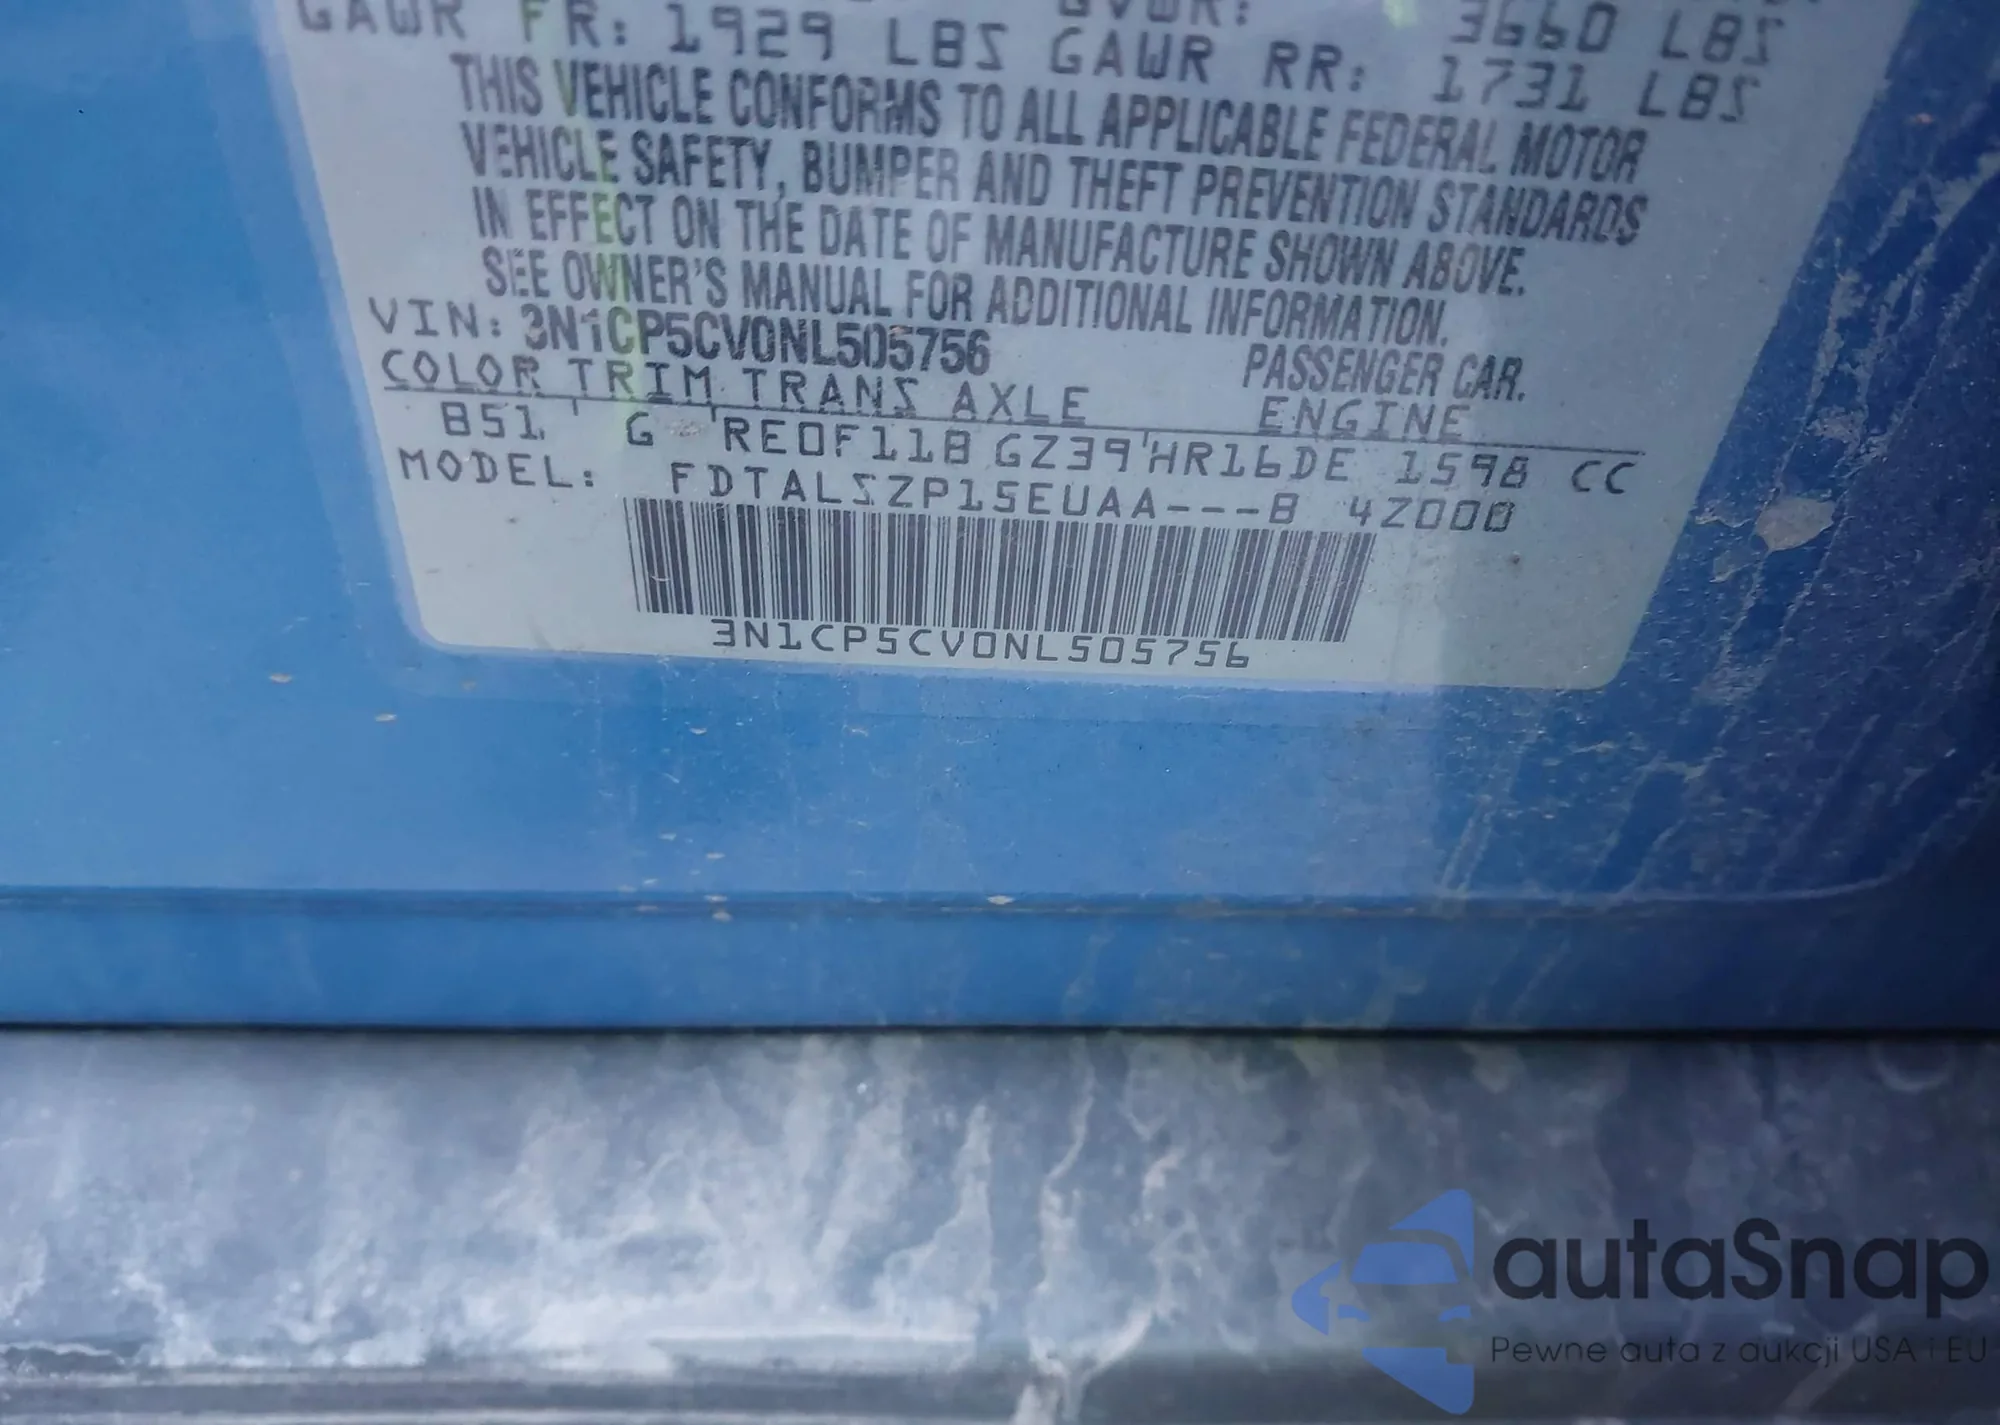 GVWR: 3660 LBS
GAWR FR: 1929 LBS GAWR RR: 1731 LBS
THIS VEHICLE CONFORMS TO ALL APPLICABLE FEDERAL MOTOR
VEHICLE SAFETY, BUMPER AND THEFT PREVENTION STANDARDS
IN EFFECT ON THE DATE OF MANUFACTURE SHOWN ABOVE.
SEE OWNER'S MANUAL FOR ADDITIONAL INFORMATION.
VIN: 3N1CP5CV0NL505756 PASSENGER CAR.
COLOR TRIM TRANS AXLE ENGINE
B51 G RE0F11B GZ39 HR16DE 1598 CC
MODEL: FDTALSZP15EUAA---B 4Z000
3N1CP5CV0NL505756
autaSnap
Pewne auta z aukcji USA i EU